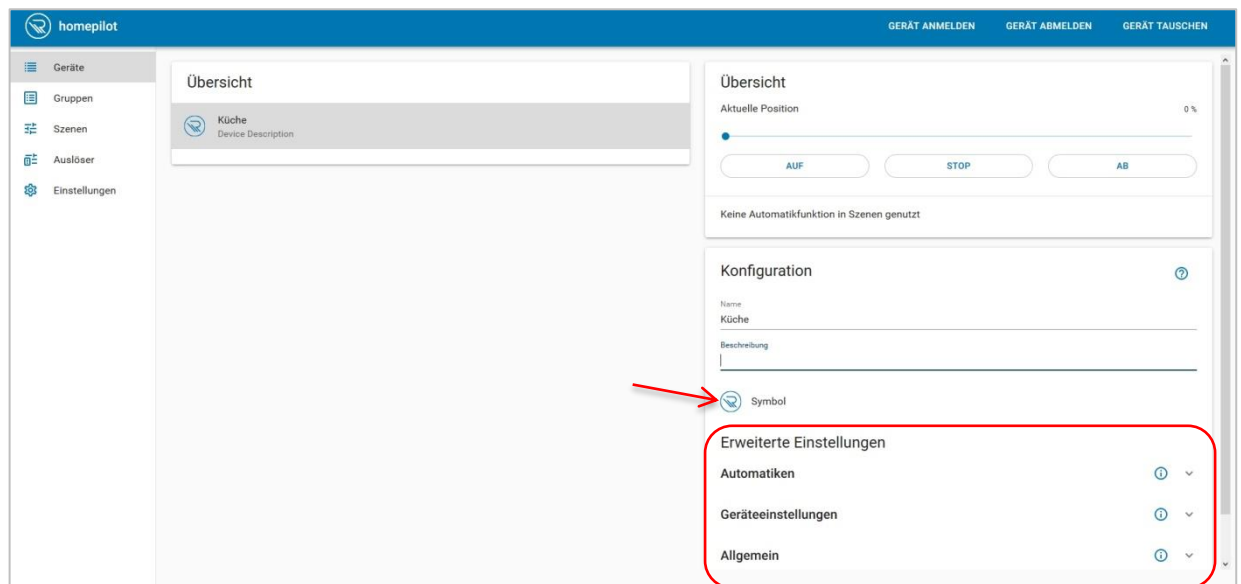 homepilot
GERÄT ANMELDEN GERÄT ABMELDEN GERÄT TAUSCHEN
Geräte
Gruppen
Szenen
Auslöser
Einstellungen
Übersicht
Küche
Device Description
Übersicht
Aktuelle Position 0 %
AUF STOP AB
Keine Automatikfunktion in Szenen genutzt
Konfiguration
Name
Küche
Beschreibung
Symbol
Erweiterte Einstellungen
Automatiken
Geräteeinstellungen
Allgemein